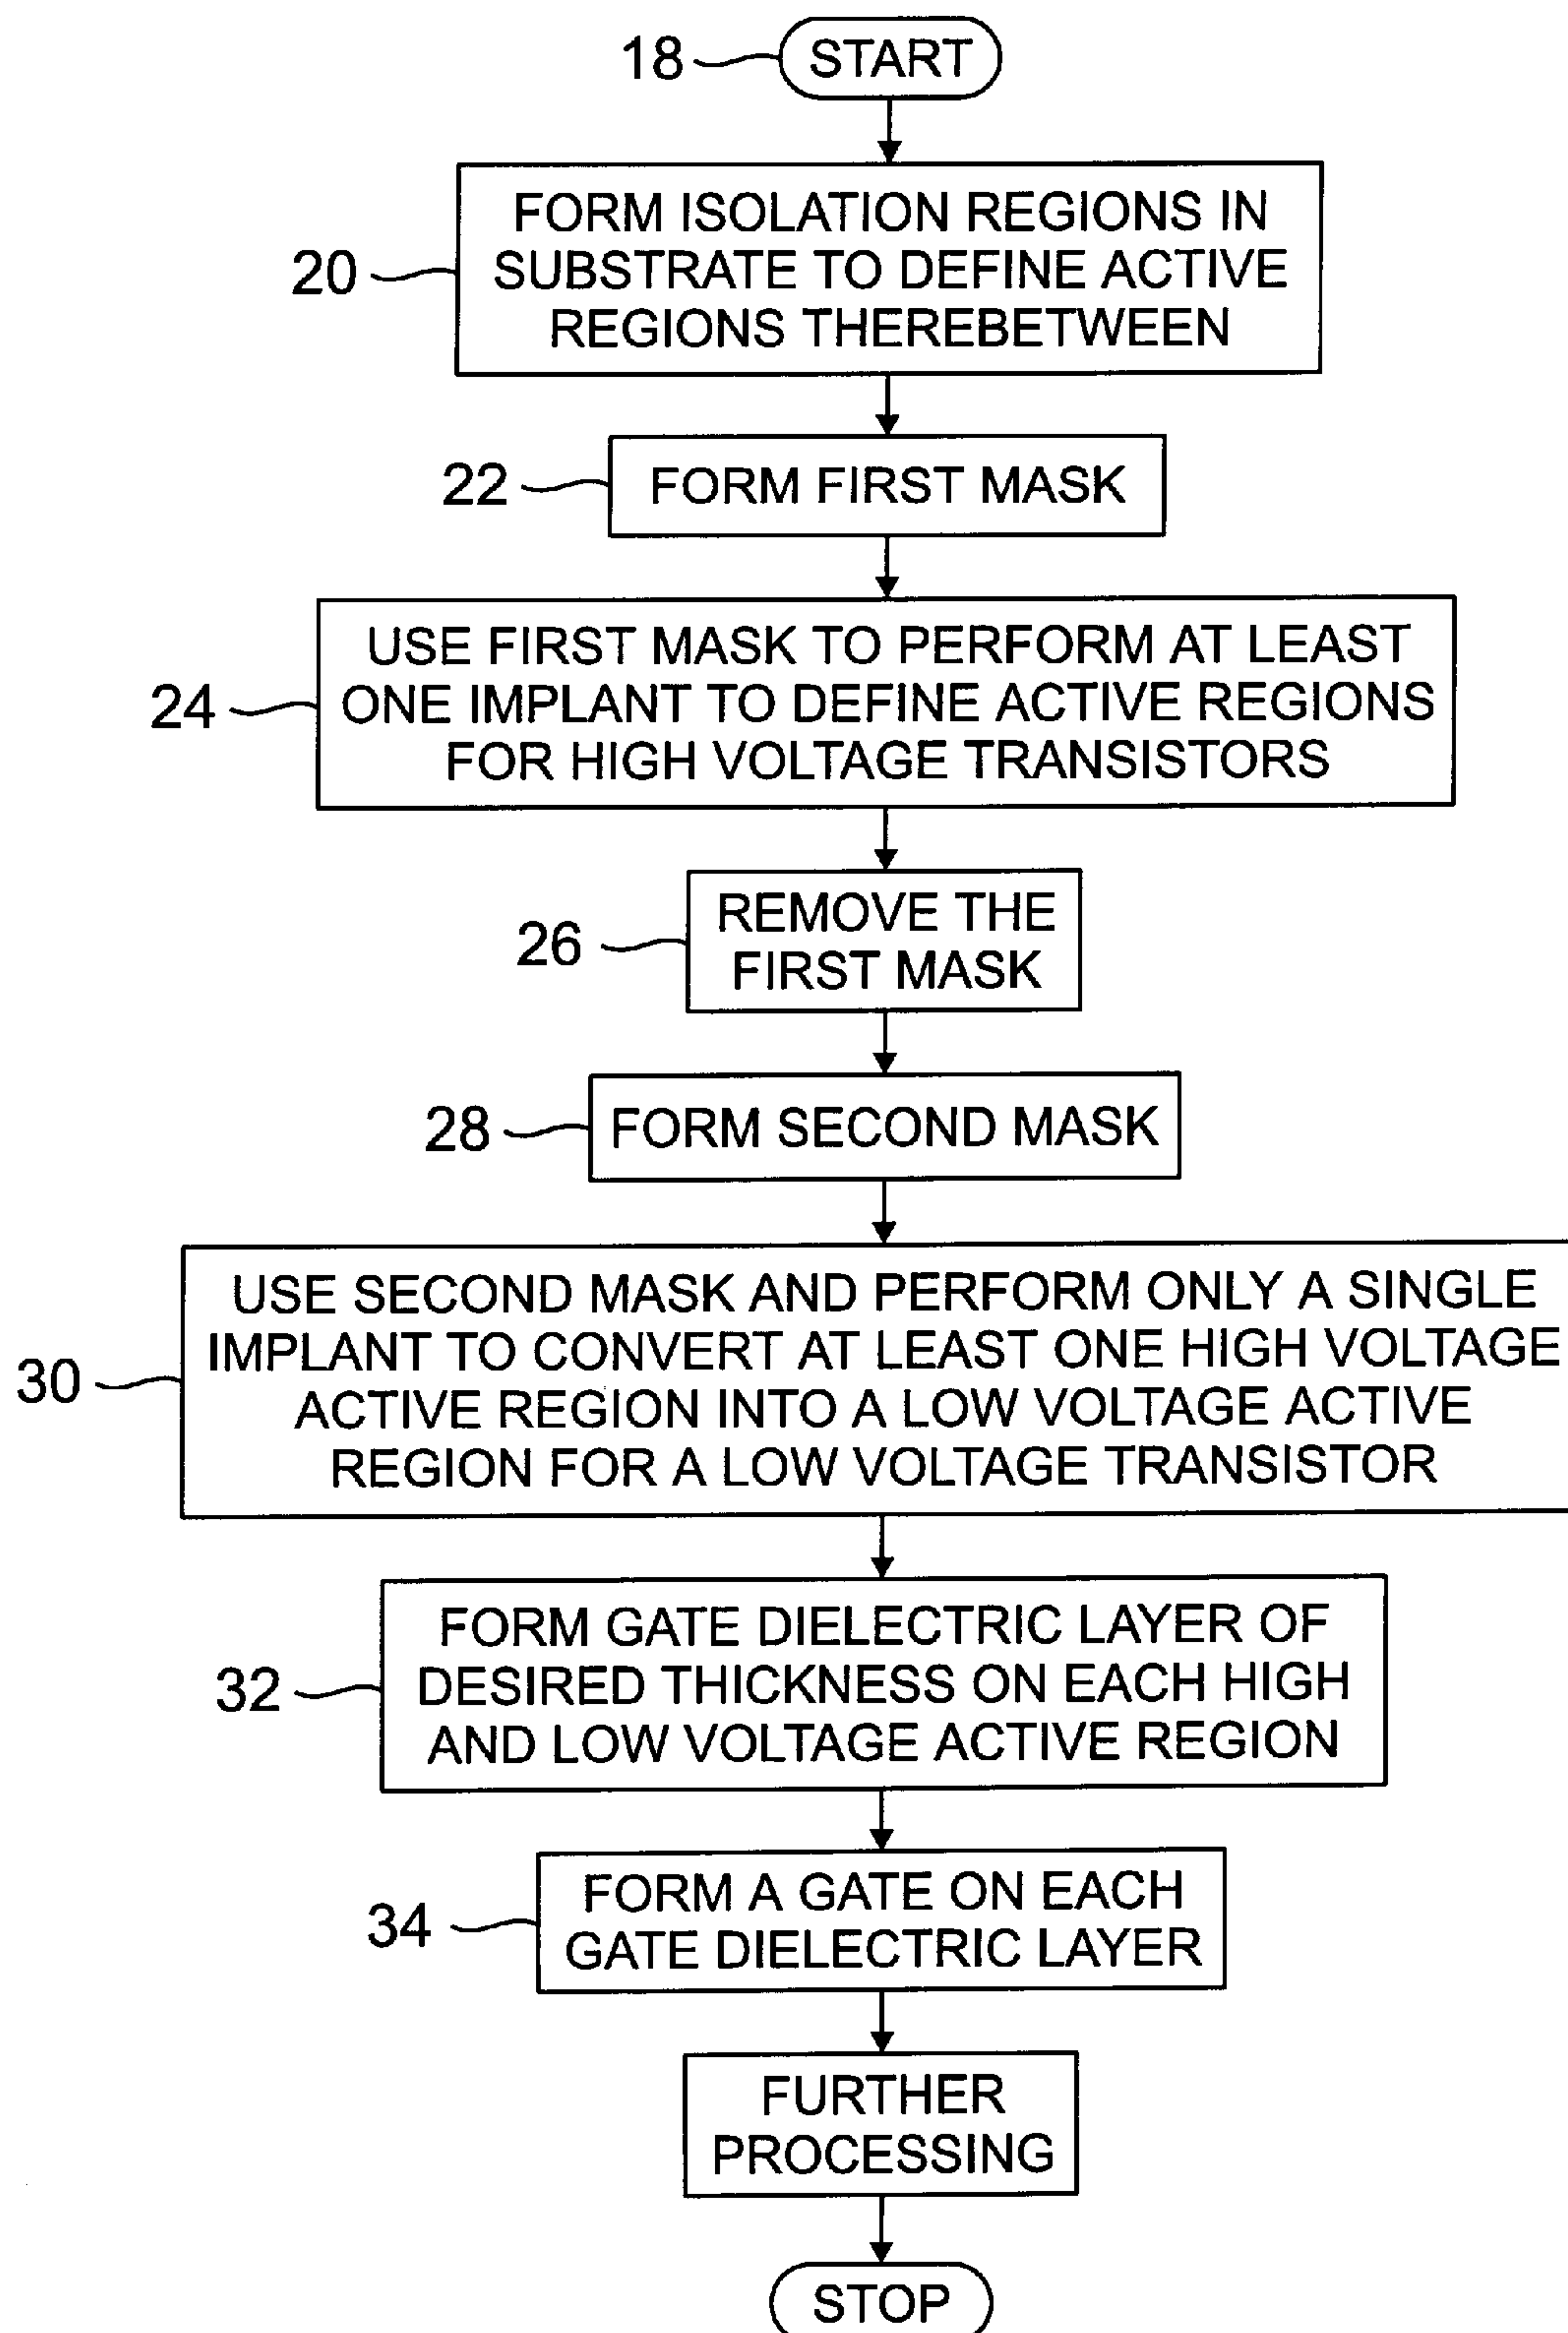 18
START
20
FORM ISOLATION REGIONS IN
SUBSTRATE TO DEFINE ACTIVE
REGIONS THEREBETWEEN
22
FORM FIRST MASK
24
USE FIRST MASK TO PERFORM AT LEAST
ONE IMPLANT TO DEFINE ACTIVE REGIONS
FOR HIGH VOLTAGE TRANSISTORS
26
REMOVE THE
FIRST MASK
28
FORM SECOND MASK
30
USE SECOND MASK AND PERFORM ONLY A SINGLE
IMPLANT TO CONVERT AT LEAST ONE HIGH VOLTAGE
ACTIVE REGION INTO A LOW VOLTAGE ACTIVE
REGION FOR A LOW VOLTAGE TRANSISTOR
32
FORM GATE DIELECTRIC LAYER OF
DESIRED THICKNESS ON EACH HIGH
AND LOW VOLTAGE ACTIVE REGION
34
FORM A GATE ON EACH
GATE DIELECTRIC LAYER
FURTHER
PROCESSING
STOP